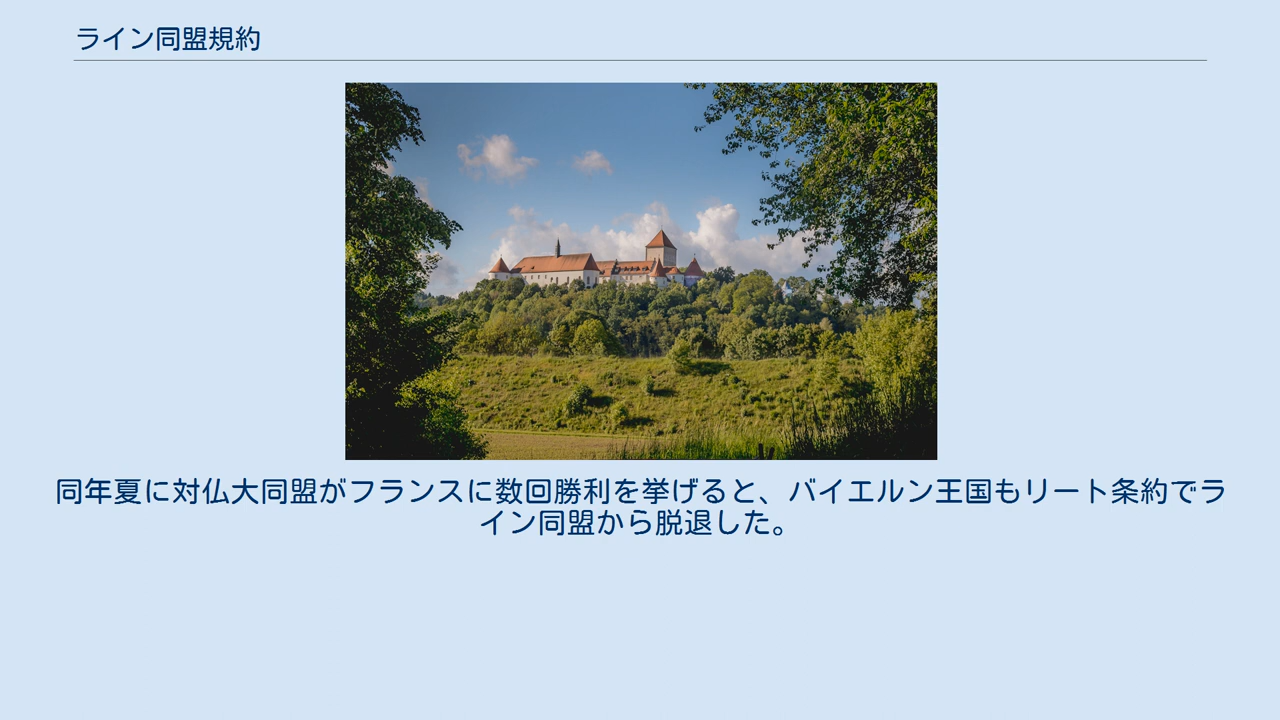 ライン同盟規約
同年夏に対仏大同盟がフランスに数回勝利を挙げると、バイエルン王国もリート条約でラ
イン同盟から脱退した。